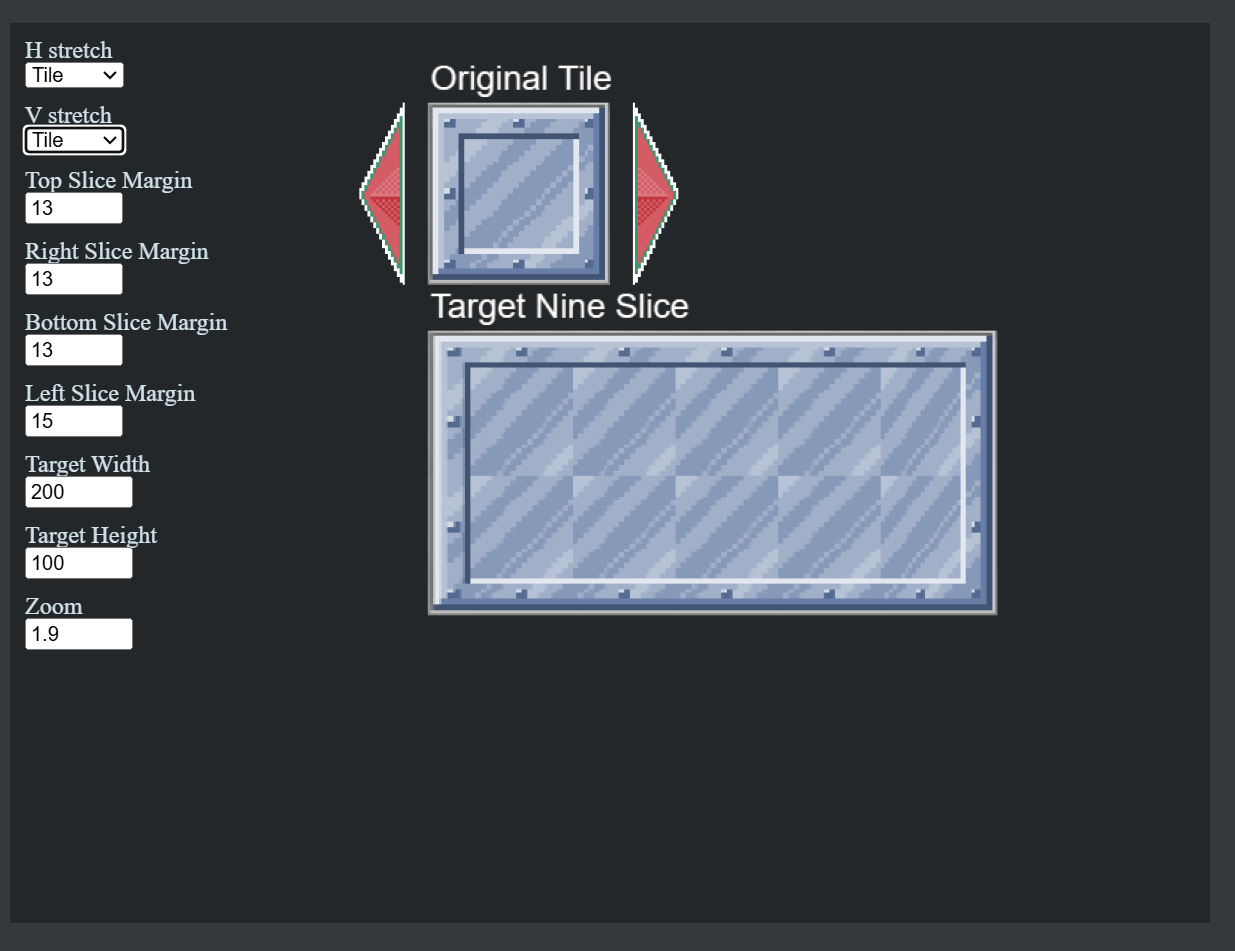 H stretch
Tile
V stretch
Tile
Top Slice Margin
13
Right Slice Margin
13
Bottom Slice Margin
13
Left Slice Margin
15
Target Width
200
Target Height
100
Zoom
1.9
Original Tile
Target Nine Slice